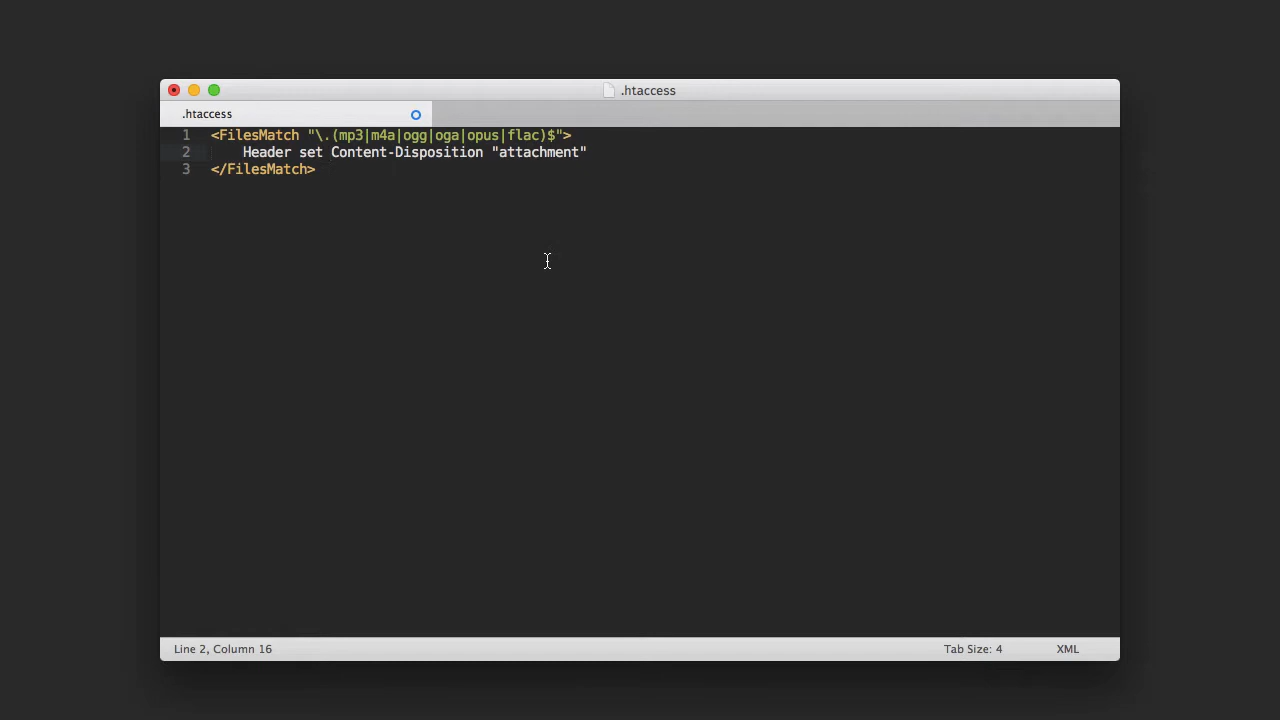 .htaccess
.htaccess
1 <FilesMatch "\.(mp3|m4a|ogg|oga|opus|flac)$">
2     Header set Content-Disposition "attachment"
3 </FilesMatch>
Line 2, Column 16 Tab Size: 4 XML